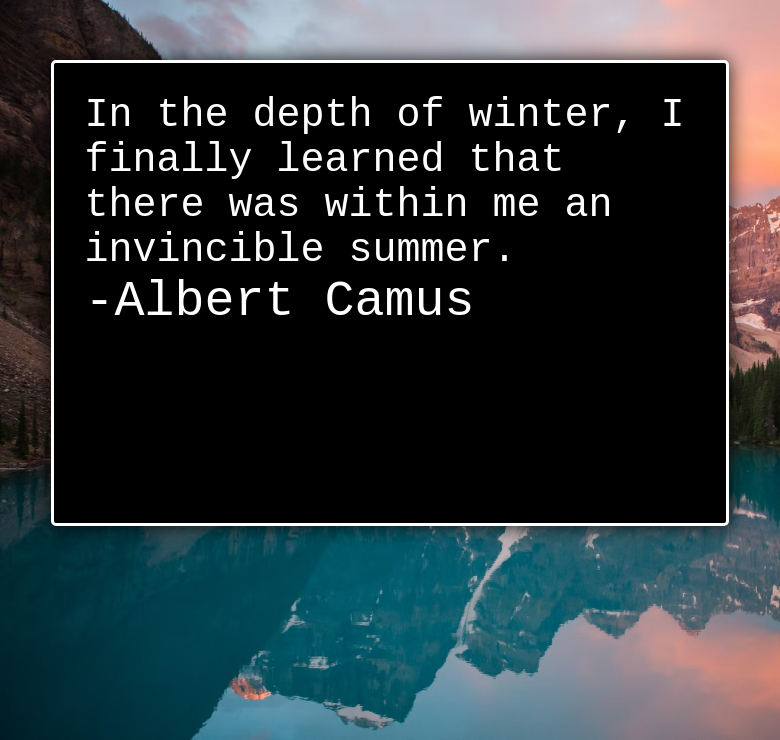 In the depth of winter, I
finally learned that
there was within me an
invincible summer.
-Albert Camus